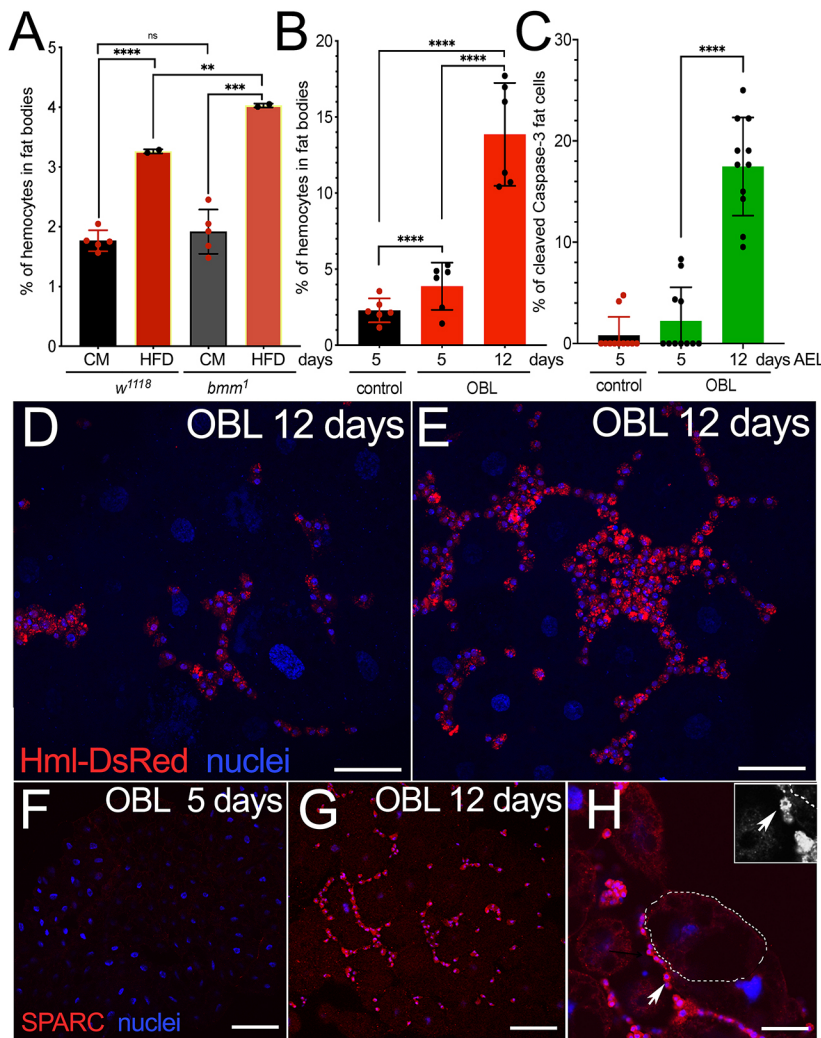 A
% of hemocytes in fat bodies
5
4
3
2
1
0
ns
****
**
***
CM HFD CM HFD
w1118 bmm1
B
% of hemocytes in fat bodies
20
15
10
5
0
****
****
****
days 5 5 12
control OBL
C
% of cleaved Caspase-3 fat cells
30
20
10
0
****
5 5 12 days AEL
control OBL
D OBL 12 days
Hml-DsRed nuclei
E OBL 12 days
F OBL 5 days
SPARC nuclei
G OBL 12 days
H